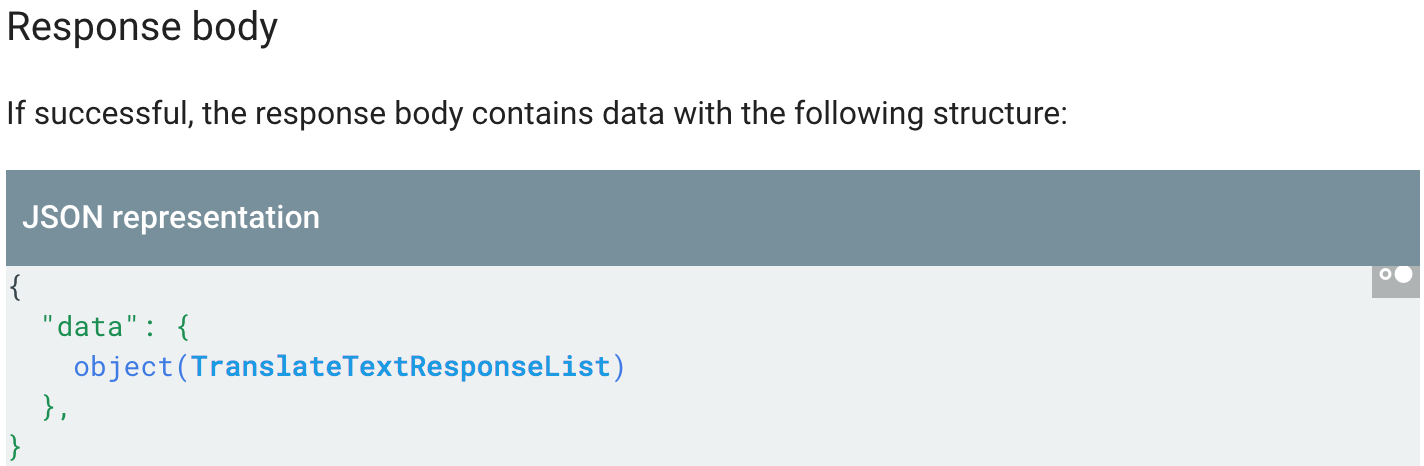 Response body
If successful, the response body contains data with the following structure:
JSON representation
{
  "data": {
    object(TranslateTextResponseList)
  },
}